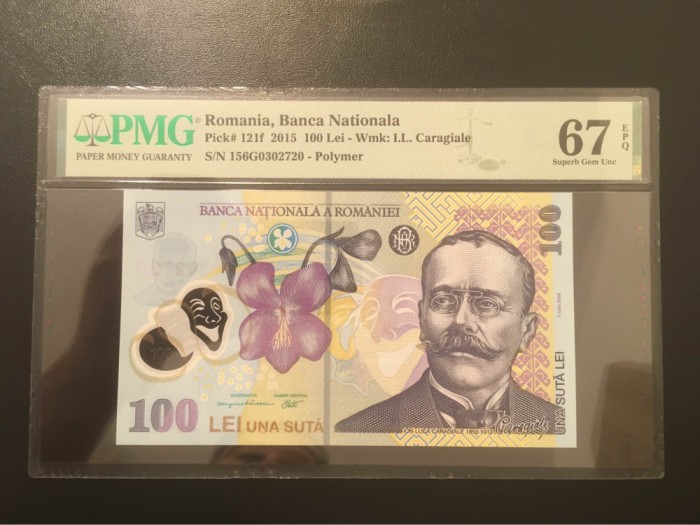 PMG®
PAPER MONEY GUARANTY
Romania, Banca Nationala
Pick# 121f 2015 100 Lei - Wmk: I.L. Caragiale
S/N 156G0302720 - Polymer
67 EPQ
Superb Gem Unc
BANCA NAȚIONALĂ A ROMÂNIEI
100
UNA SUTĂ LEI
100 LEI UNA SUTĂ
ION LUCA CARAGIALE 1852-1912
Caragiale